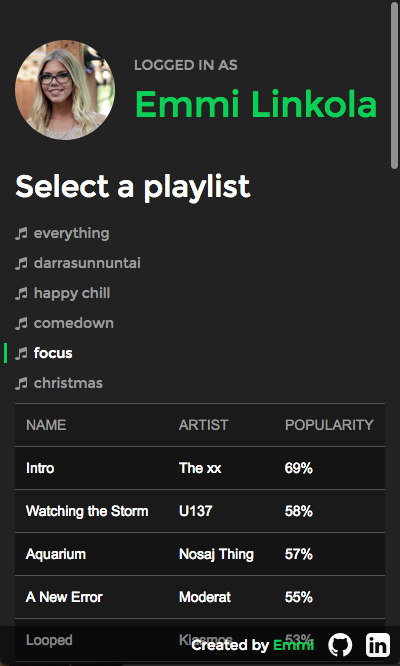 LOGGED IN AS
Emmi Linkola
Select a playlist
everything
darrasunnuntai
happy chill
comedown
focus
christmas
NAME ARTIST POPULARITY
Intro The xx 69%
Watching the Storm U137 58%
Aquarium Nosaj Thing 57%
A New Error Moderat 55%
Looped Kiasmos 53%
Created by Emmi
in